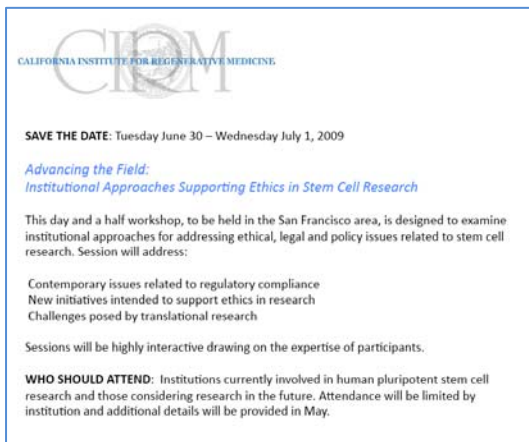 CIRM
CALIFORNIA INSTITUTE FOR REGENERATIVE MEDICINE
SAVE THE DATE: Tuesday June 30 – Wednesday July 1, 2009
Advancing the Field:
Institutional Approaches Supporting Ethics in Stem Cell Research
This day and a half workshop, to be held in the San Francisco area, is designed to examine
institutional approaches for addressing ethical, legal and policy issues related to stem cell
research. Session will address:
Contemporary issues related to regulatory compliance
New initiatives intended to support ethics in research
Challenges posed by translational research
Sessions will be highly interactive drawing on the expertise of participants.
WHO SHOULD ATTEND: Institutions currently involved in human pluripotent stem cell
research and those considering research in the future. Attendance will be limited by
institution and additional details will be provided in May.